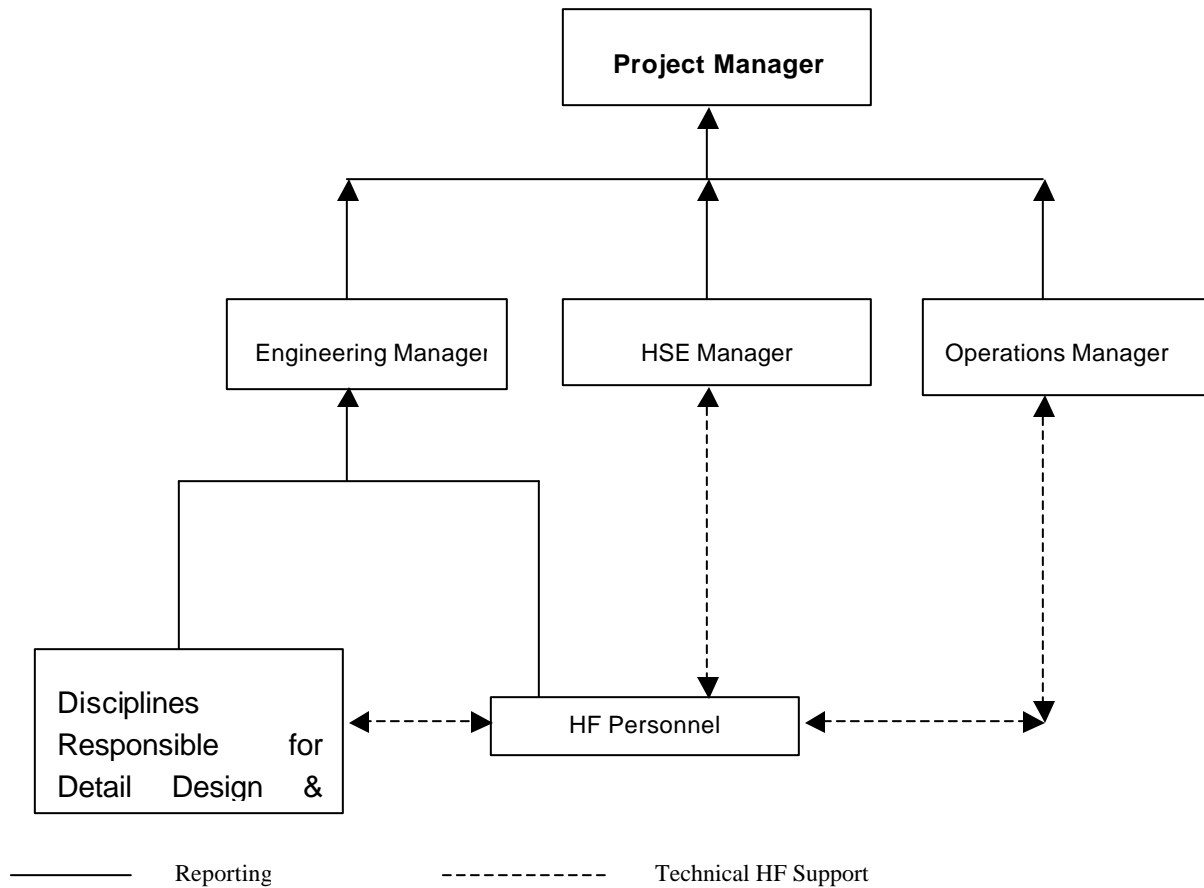 Project Manager
Engineering Manager
HSE Manager
Operations Manager
Disciplines
Responsible for
Detail Design &
HF Personnel
Reporting
Technical HF Support